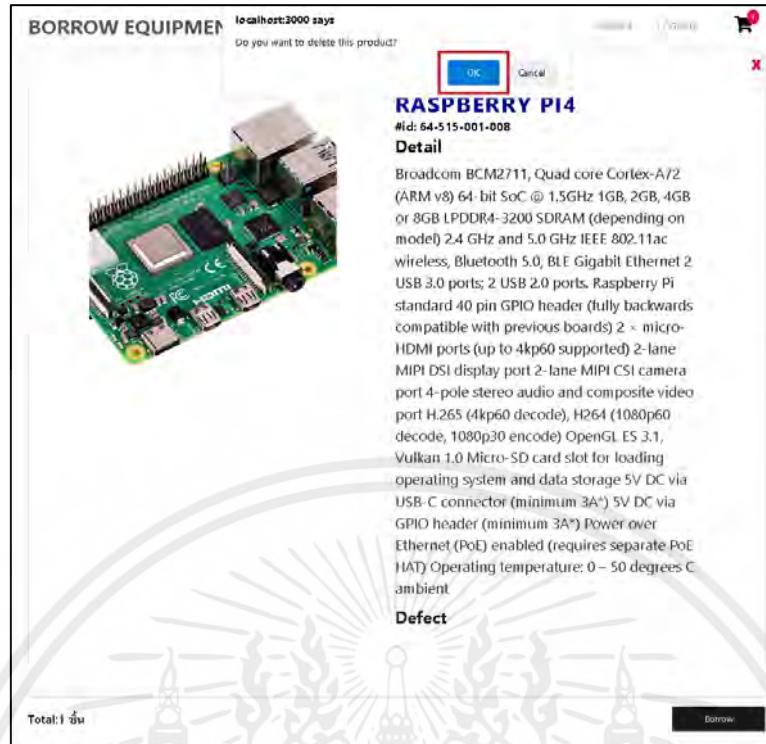 BORROW EQUIPMEN
localhost:3000 says
Do you want to delete this product?
OK Cancel
1
X
RASPBERRY PI4
#id: 64-515-001-008
Detail
Broadcom BCM2711, Quad core Cortex-A72
(ARM v8) 64-bit SoC @ 1.5GHz 1GB, 2GB, 4GB
or 8GB LPDDR4-3200 SDRAM (depending on
model) 2.4 GHz and 5.0 GHz IEEE 802.11ac
wireless, Bluetooth 5.0, BLE Gigabit Ethernet 2
USB 3.0 ports; 2 USB 2.0 ports. Raspberry Pi
standard 40 pin GPIO header (fully backwards
compatible with previous boards) 2 × micro-
HDMI ports (up to 4kp60 supported) 2-lane
MIPI DSI display port 2-lane MIPI CSI camera
port 4-pole stereo audio and composite video
port H.265 (4kp60 decode), H264 (1080p60
decode, 1080p30 encode) OpenGL ES 3.1,
Vulkan 1.0 Micro-SD card slot for loading
operating system and data storage 5V DC via
USB-C connector (minimum 3A*) 5V DC via
GPIO header (minimum 3A*) Power over
Ethernet (PoE) enabled (requires separate PoE
HAT) Operating temperature: 0 – 50 degrees C
ambient
Defect
Total:1 ชิ้น
Borrow